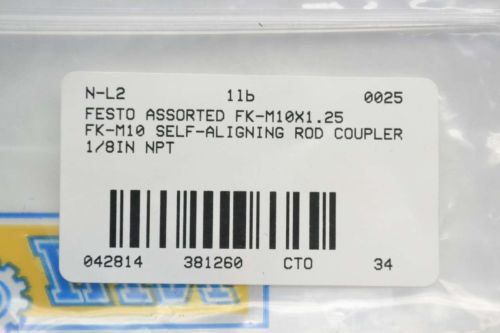 N-L2 1lb 0025
FESTO ASSORTED FK-M10X1.25
FK-M10 SELF-ALIGNING ROD COUPLER
1/8IN NPT
042814 381260 CTO 34